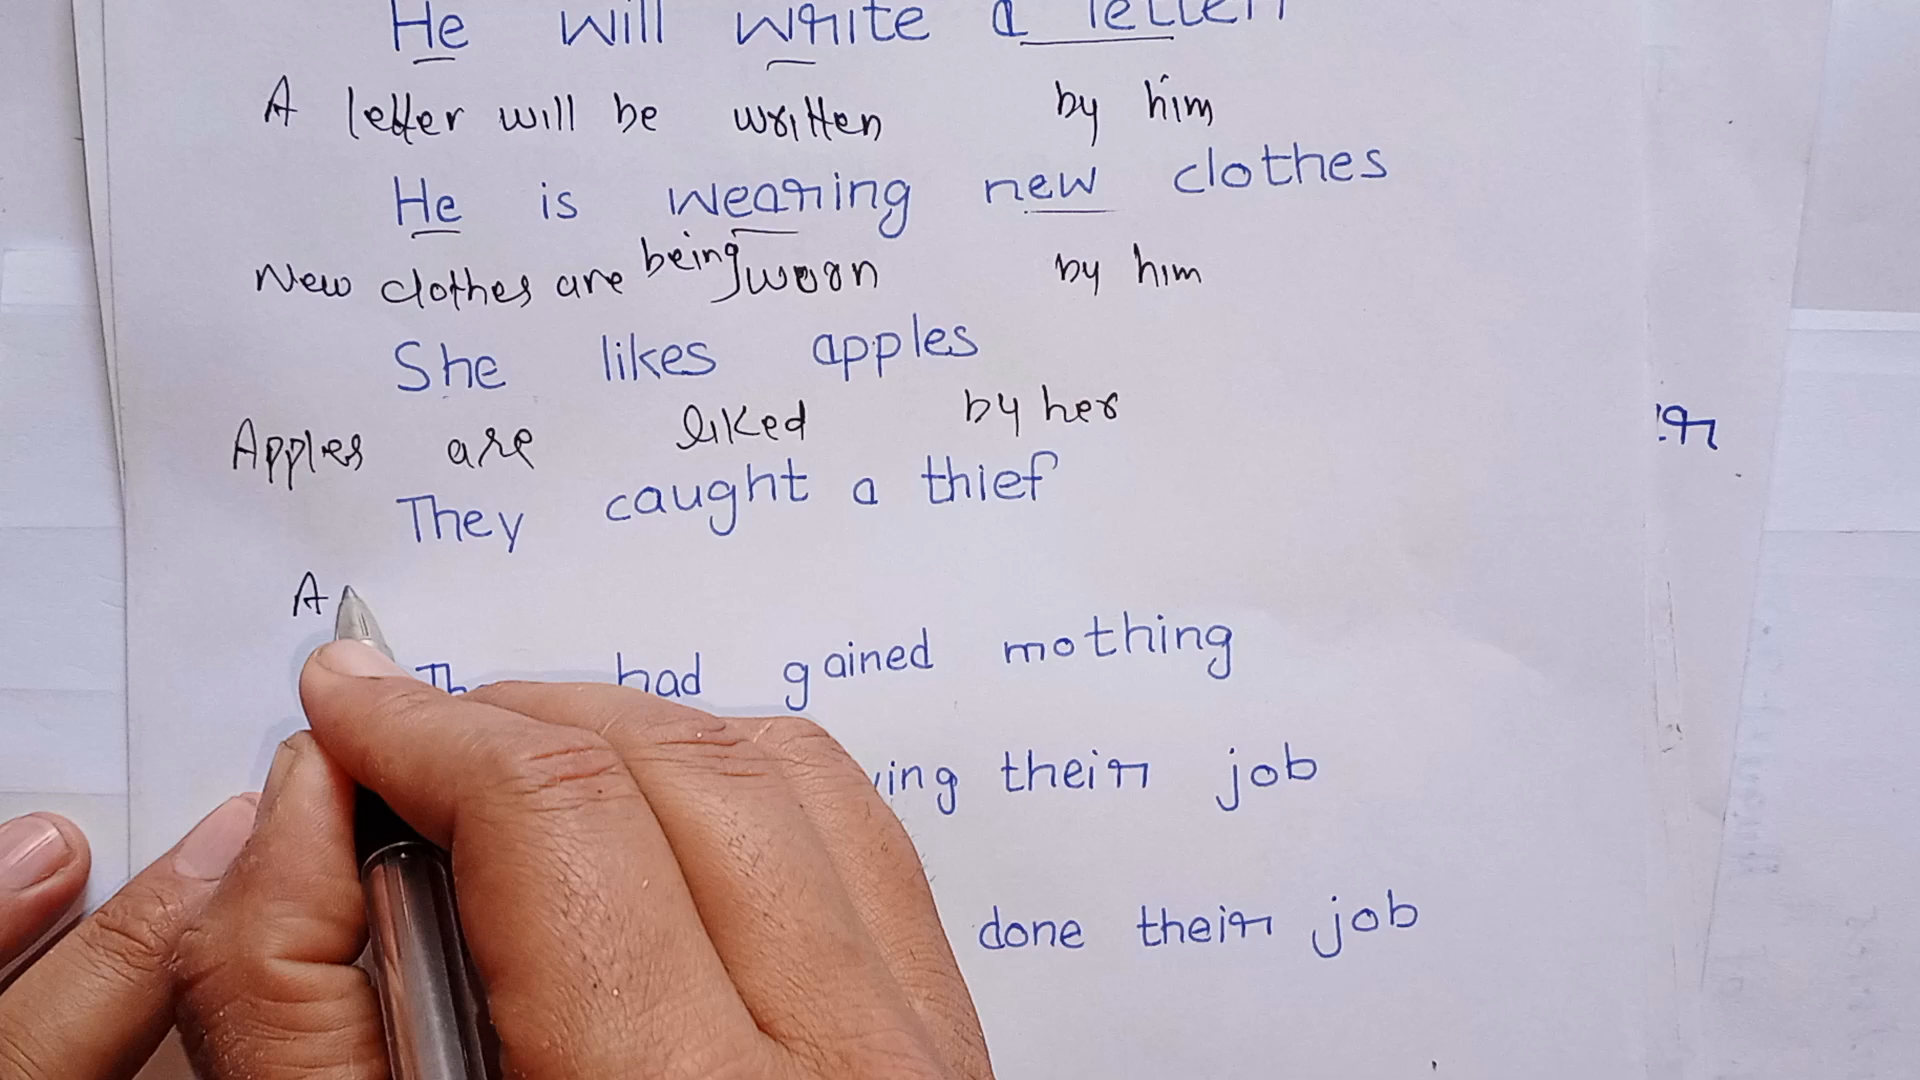 He will write a letter
A letter will be written by him
He is wearing new clothes
New clothes are being worn by him
She likes apples
Apples are liked by her
They caught a thief
A
had gained mothing
their job
done their job